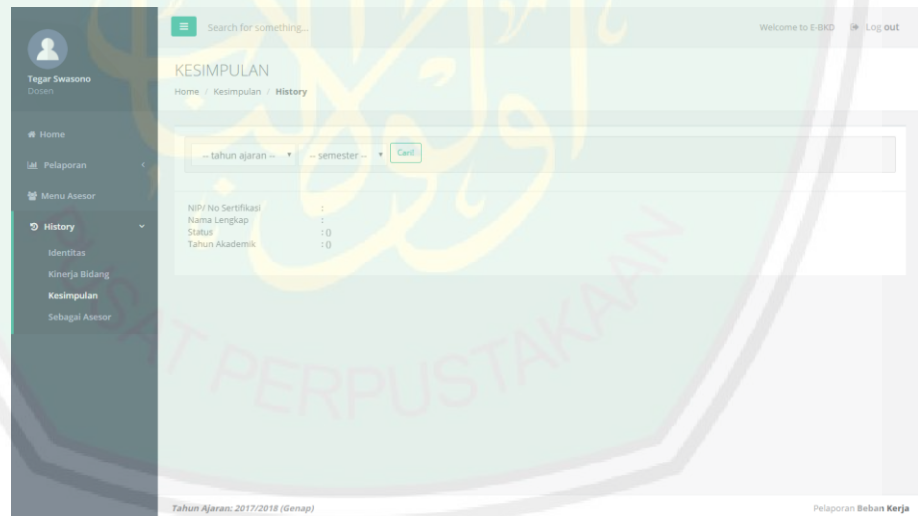 Search for something...
Welcome to E-BKD
Log out
Tegar Swasono
Dosen
KESIMPULAN
Home / Kesimpulan / History
Home
Pelaporan
Menu Asesor
History
Identitas
Kinerja Bidang
Kesimpulan
Sebagai Asesor
-- tahun ajaran --
-- semester --
Cari!
NIP/ No Sertifikasi :
Nama Lengkap :
Status : ()
Tahun Akademik : ()
PUSAT PERPUSTAKAAN
Tahun Ajaran: 2017/2018 (Genap)
Pelaporan Beban Kerja